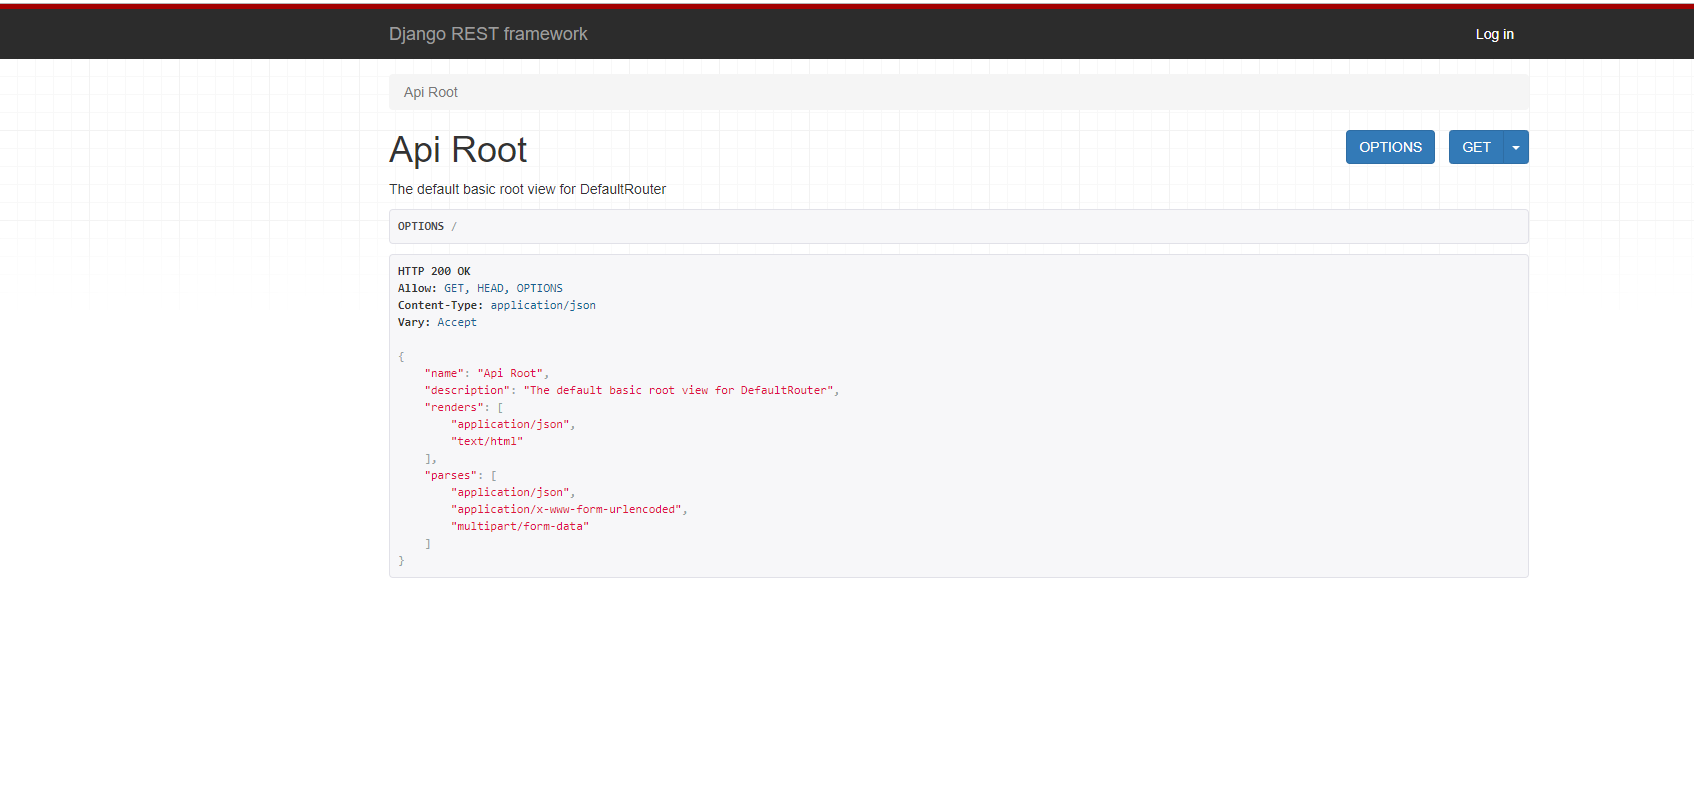 Django REST framework
Log in
Api Root
Api Root
OPTIONS
GET
The default basic root view for DefaultRouter
OPTIONS /
HTTP 200 OK
Allow: GET, HEAD, OPTIONS
Content-Type: application/json
Vary: Accept
{
    "name": "Api Root",
    "description": "The default basic root view for DefaultRouter",
    "renders": [
        "application/json",
        "text/html"
    ],
    "parses": [
        "application/json",
        "application/x-www-form-urlencoded",
        "multipart/form-data"
    ]
}